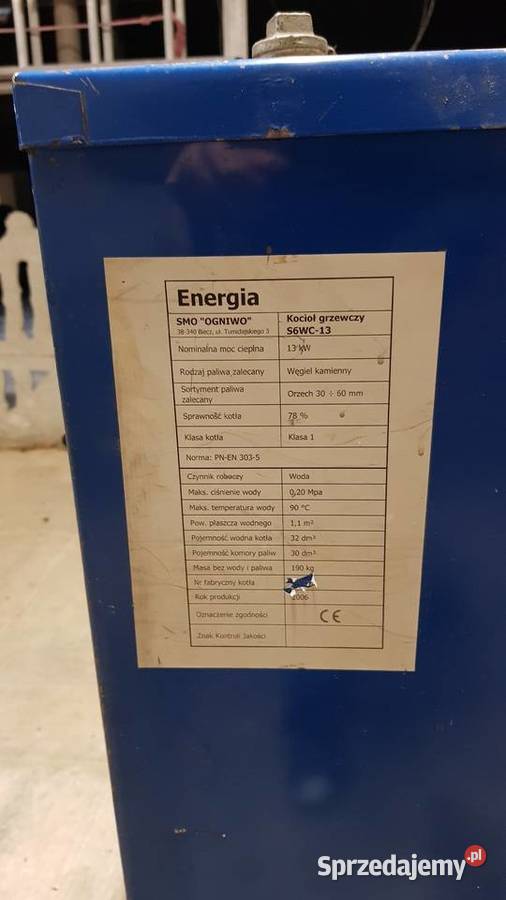 Energia
SMO "OGNIWO" Kocioł grzewczy
38-340 Biecz, ul. Tumidajskiego 3 S6WC-13
Nominalna moc cieplna 13 kW
Rodzaj paliwa zalecany Węgiel kamienny
Sortyment paliwa
zalecany Orzech 30 ÷ 60 mm
Sprawność kotła 78 %
Klasa kotła Klasa 1
Norma: PN-EN 303-5
Czynnik roboczy Woda
Maks. ciśnienie wody 0,20 Mpa
Maks. temperatura wody 90 °C
Pow. płaszcza wodnego 1,1 m²
Pojemność wodna kotła 32 dm³
Pojemność komory paliw 30 dm³
Masa bez wody i paliwa 190 kg
Nr fabryczny kotła
Rok produkcji 2006
Oznaczenie zgodności CE
Znak Kontroli Jakości
Sprzedajemy.pl